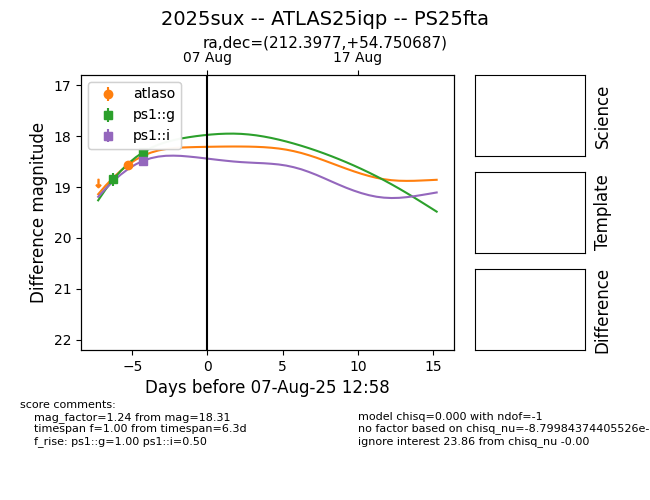 2025sux -- ATLAS25iqp -- PS25fta
ra,dec=(212.3977,+54.750687)
07 Aug 17 Aug
atlaso
ps1::g
ps1::i
17
18
19
20
21
22
Difference magnitude
−5 0 5 10 15
Days before 07-Aug-25 12:58
Science
Template
Difference
score comments:
mag_factor=1.24 from mag=18.31
timespan f=1.00 from timespan=6.3d
f_rise: ps1::g=1.00 ps1::i=0.50
model chisq=0.000 with ndof=-1
no factor based on chisq_nu=-8.79984374405526e-
ignore interest 23.86 from chisq_nu -0.00